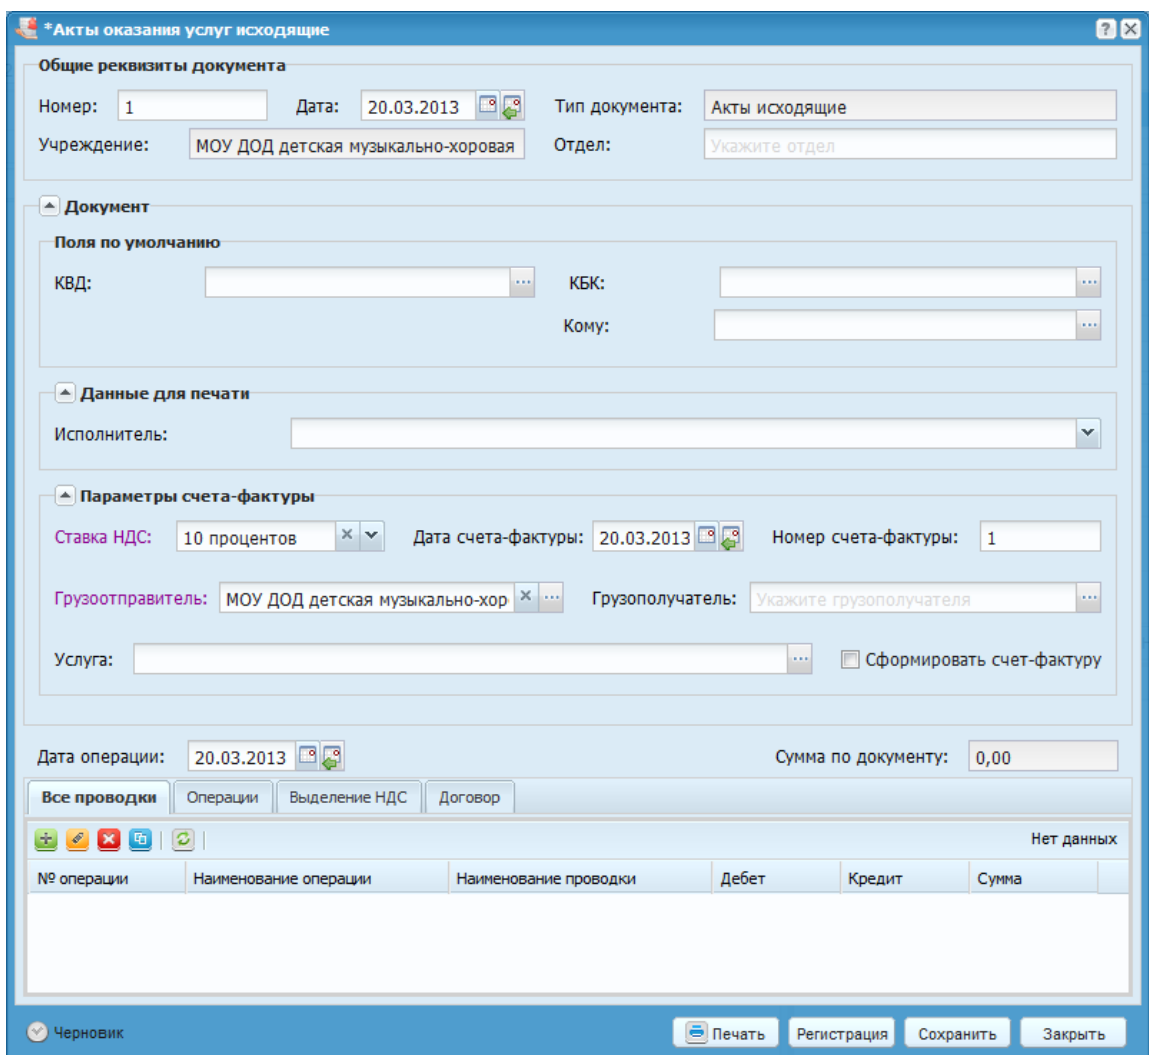 *Акты оказания услуг исходящие
Общие реквизиты документа
Номер: 1 Дата: 20.03.2013 Тип документа: Акты исходящие
Учреждение: МОУ ДОД детская музыкально-хоровая Отдел: Укажите отдел
Документ
Поля по умолчанию
КВД: ... КБК: ...
Кому: ...
Данные для печати
Исполнитель:
Параметры счета-фактуры
Ставка НДС: 10 процентов Дата счета-фактуры: 20.03.2013 Номер счета-фактуры: 1
Грузоотправитель: МОУ ДОД детская музыкально-хор ... Грузополучатель: Укажите грузополучателя ...
Услуга: ... Сформировать счет-фактуру
Дата операции: 20.03.2013 Сумма по документу: 0,00
Все проводки Операции Выделение НДС Договор
Нет данных
№ операции Наименование операции Наименование проводки Дебет Кредит Сумма
Черновик Печать Регистрация Сохранить Закрыть